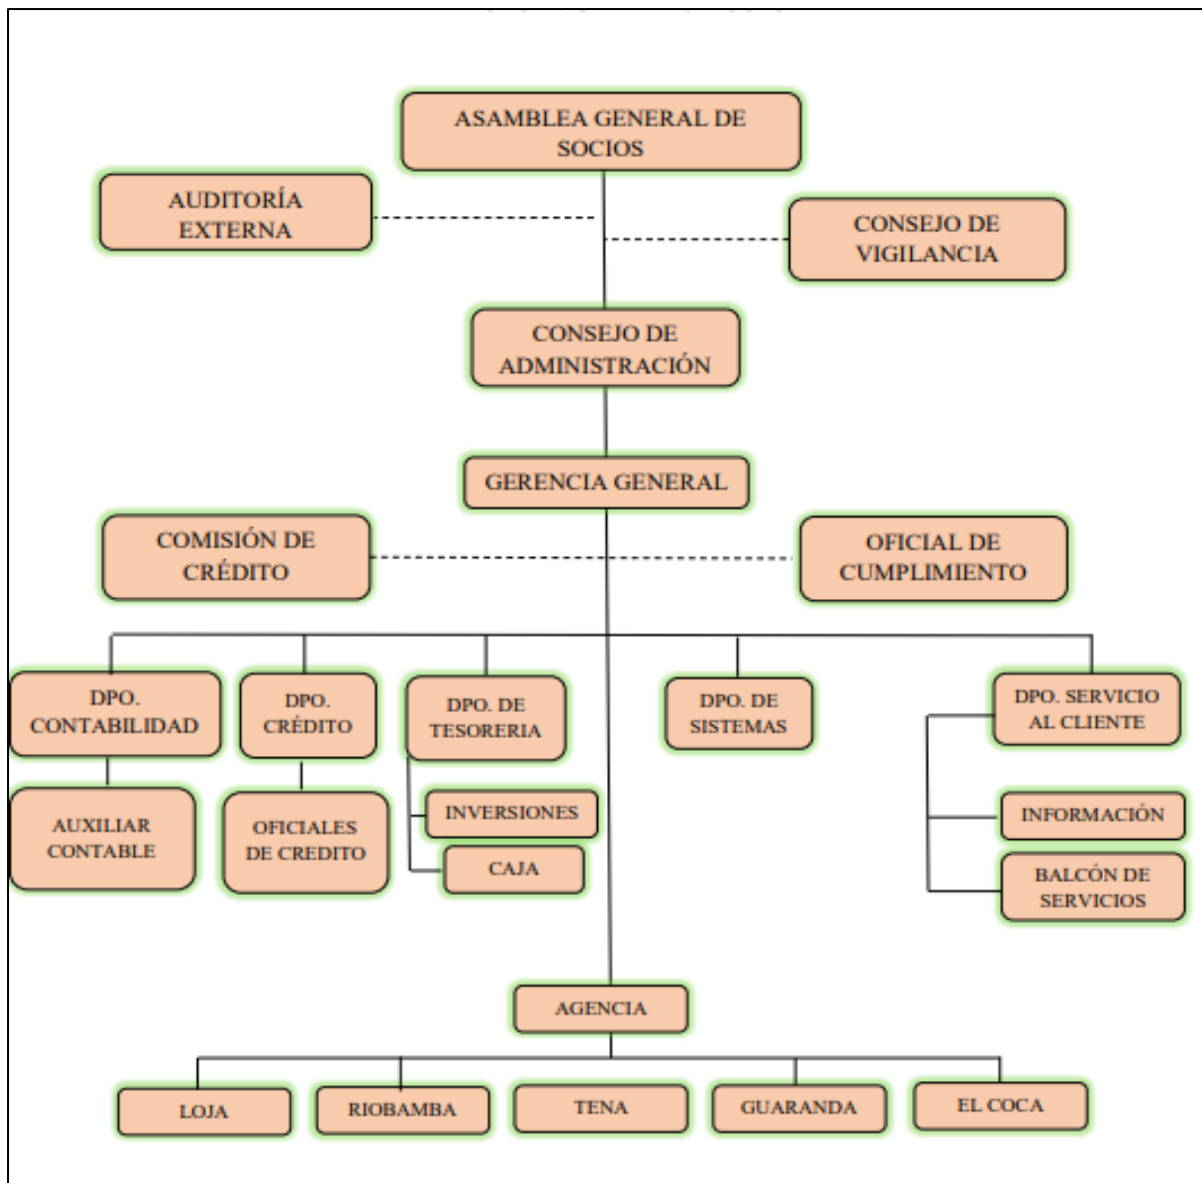 ASAMBLEA GENERAL DE
SOCIOS
AUDITORÍA
EXTERNA
CONSEJO DE
VIGILANCIA
CONSEJO DE
ADMINISTRACIÓN
GERENCIA GENERAL
COMISIÓN DE
CRÉDITO
OFICIAL DE
CUMPLIMIENTO
DPO.
CONTABILIDAD
DPO.
CRÉDITO
DPO. DE
TESORERIA
DPO. DE
SISTEMAS
DPO. SERVICIO
AL CLIENTE
AUXILIAR
CONTABLE
OFICIALES
DE CREDITO
INVERSIONES
CAJA
INFORMACIÓN
BALCÓN DE
SERVICIOS
AGENCIA
LOJA
RIOBAMBA
TENA
GUARANDA
EL COCA